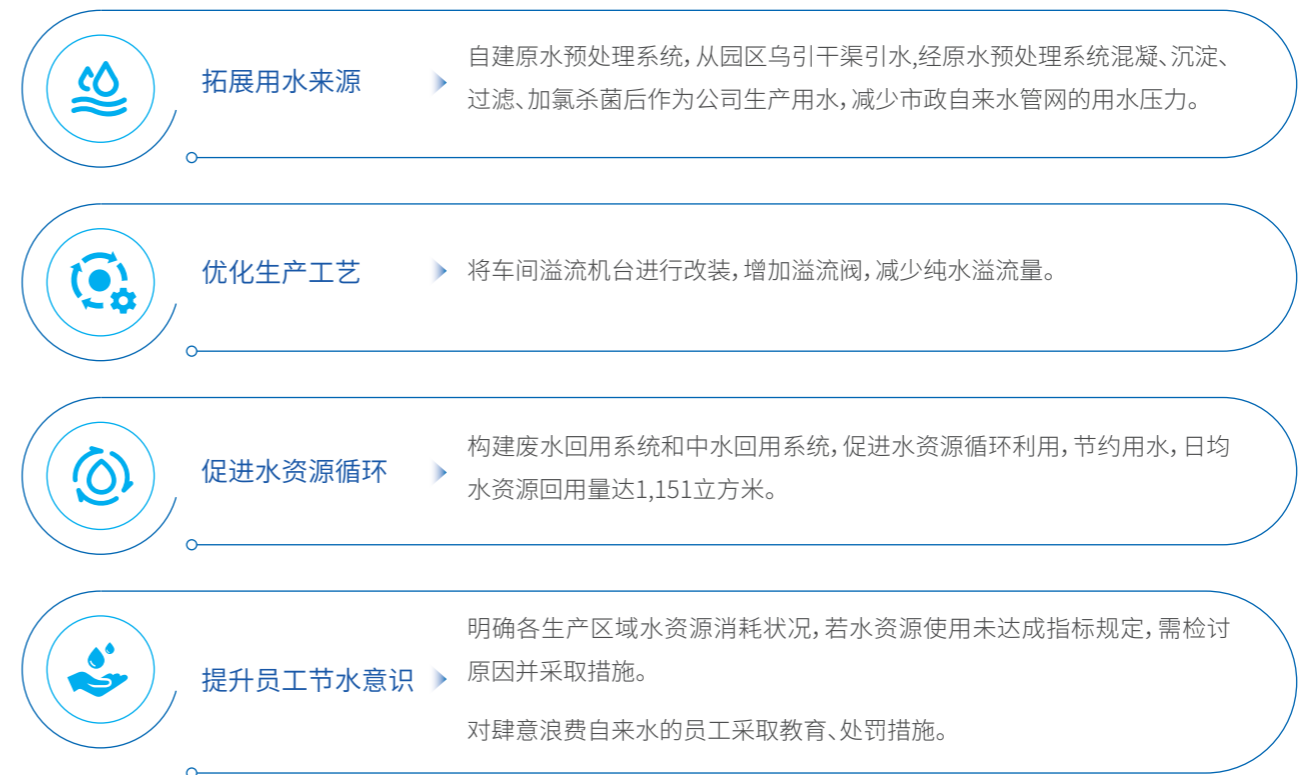 拓展用水来源
自建原水预处理系统，从园区乌引干渠引水,经原水预处理系统混凝、沉淀、
过滤、加氯杀菌后作为公司生产用水，减少市政自来水管网的用水压力。
优化生产工艺
将车间溢流机台进行改装，增加溢流阀，减少纯水溢流量。
促进水资源循环
构建废水回用系统和中水回用系统，促进水资源循环利用，节约用水，日均
水资源回用量达1,151立方米。
提升员工节水意识
明确各生产区域水资源消耗状况，若水资源使用未达成指标规定，需检讨
原因并采取措施。
对肆意浪费自来水的员工采取教育、处罚措施。